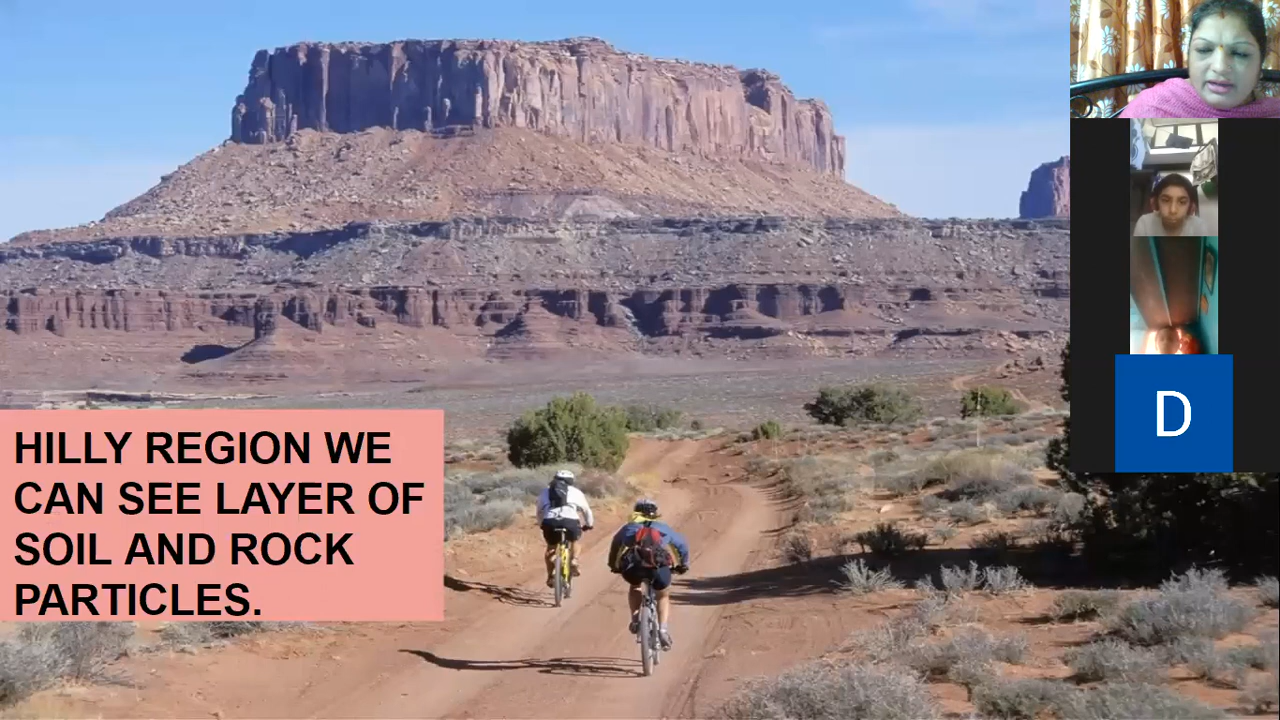 HILLY REGION WE
CAN SEE LAYER OF
SOIL AND ROCK
PARTICLES.
D